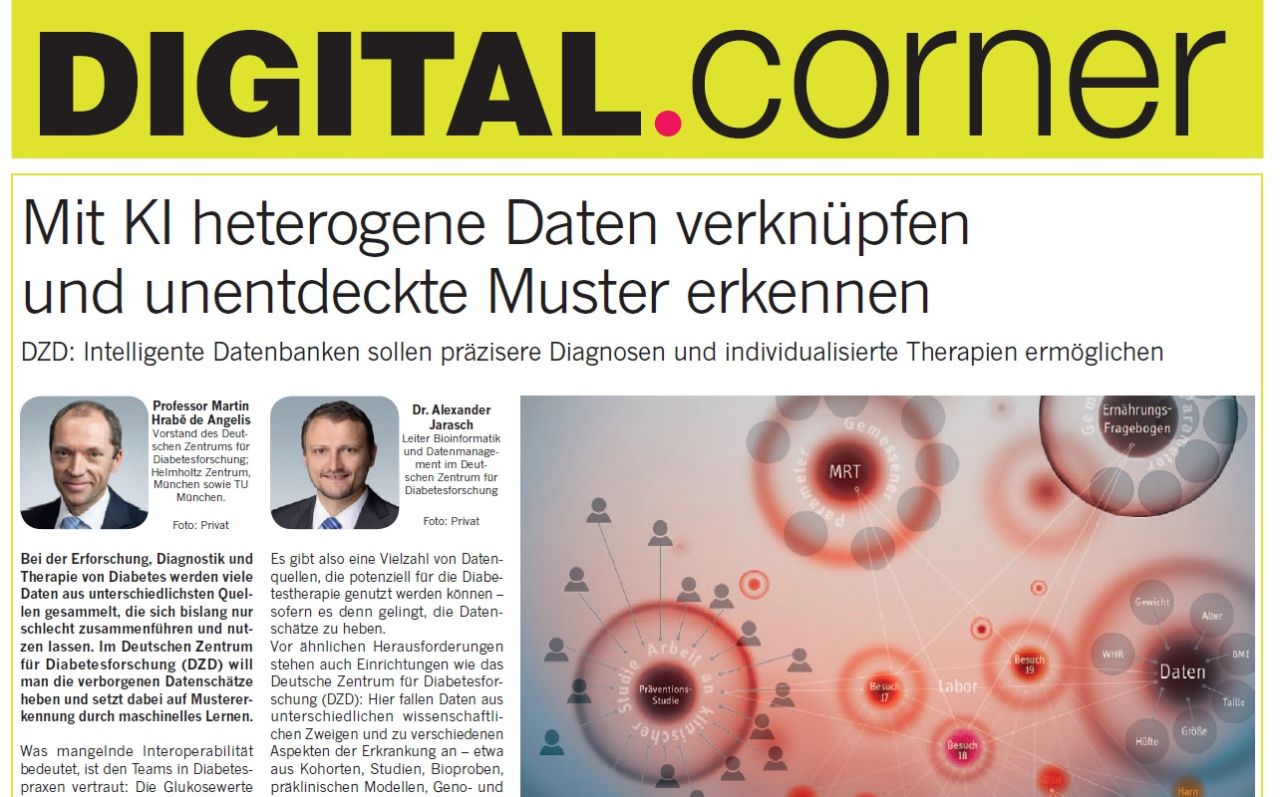 DIGITAL.corner
Mit KI heterogene Daten verknüpfen
und unentdeckte Muster erkennen
DZD: Intelligente Datenbanken sollen präzisere Diagnosen und individualisierte Therapien ermöglichen
Professor Martin
Hrabě de Angelis
Vorstand des Deut-
schen Zentrums für
Diabetesforschung;
Helmholtz Zentrum,
München sowie TU
München.
Foto: Privat
Dr. Alexander
Jarasch
Leiter Bioinformatik
und Datenmanage-
ment im Deut-
schen Zentrum für
Diabetesforschung
Foto: Privat
Bei der Erforschung, Diagnostik und
Therapie von Diabetes werden viele
Daten aus unterschiedlichsten Quel-
len gesammelt, die sich bislang nur
schlecht zusammenführen und nut-
zen lassen. Im Deutschen Zentrum
für Diabetesforschung (DZD) will
man die verborgenen Datenschätze
heben und setzt dabei auf Musterer-
kennung durch maschinelles Lernen.
Was mangelnde Interoperabilität
bedeutet, ist den Teams in Diabetes-
praxen vertraut: Die Glukosewerte
Es gibt also eine Vielzahl von Daten-
quellen, die potenziell für die Diabe-
testherapie genutzt werden können –
sofern es denn gelingt, die Daten-
schätze zu heben.
Vor ähnlichen Herausforderungen
stehen auch Einrichtungen wie das
Deutsche Zentrum für Diabetesfor-
schung (DZD): Hier fallen Daten aus
unterschiedlichen wissenschaftli-
chen Zweigen und zu verschiedenen
Aspekten der Erkrankung an – etwa
aus Kohorten, Studien, Bioproben,
präklinischen Modellen, Geno- und
Gemessener
Parameter
MRT
Ernährungs-
Fragebogen
Parameter
Studie Arbeit an
klinischer
Präventions-
Studie
Besuch
17
Labor
Besuch
19
Besuch
18
Gewicht
Alter
WHR
BMI
Daten
Taille
Größe
Hüfte
Harn